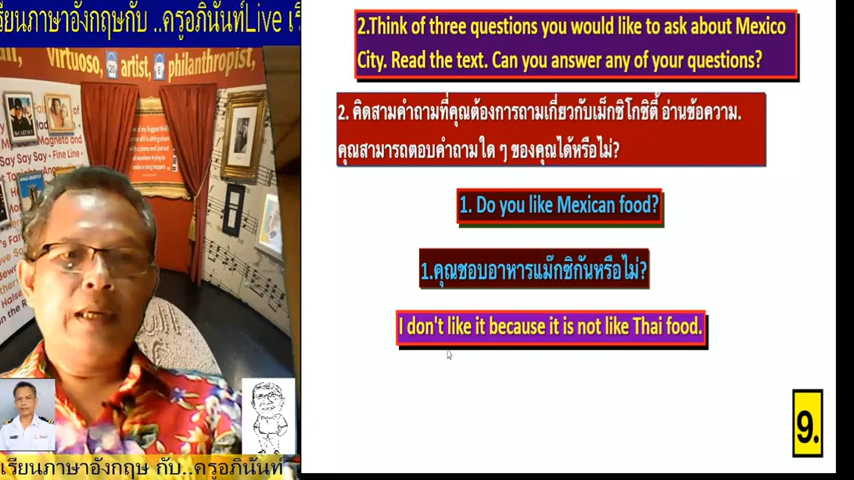 รียนภาษาอังกฤษกับ ..ครูอภินันท์Live เรี
Virtuoso, artist, philanthropist,
2.Think of three questions you would like to ask about Mexico
City. Read the text. Can you answer any of your questions?
2. คิดสามคำถามที่คุณต้องการถามเกี่ยวกับเม็กซิโกซิตี้ อ่านข้อความ.
คุณสามารถตอบคำถามใด ๆ ของคุณได้หรือไม่?
1. Do you like Mexican food?
1.คุณชอบอาหารแม๊กซิกันหรือไม่?
I don't like it because it is not like Thai food.
9.
McCARTNEY
Magneto and
Say Say Say - Fine Line -
เรียนภาษาอังกฤษ กับ..ครูอภินันท์